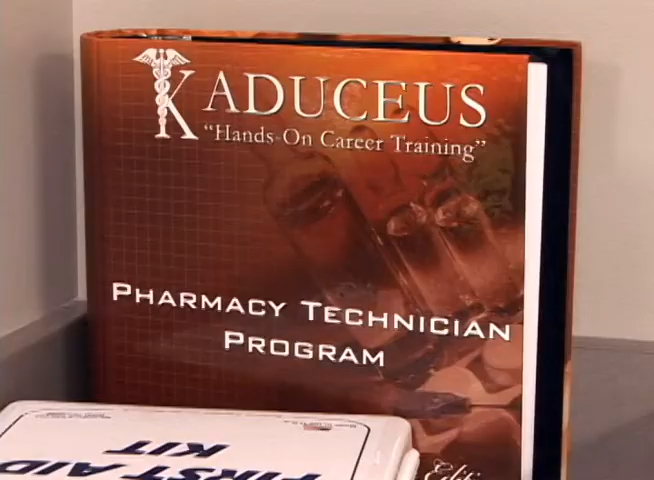 KADUCEUS
"Hands-On Career Training"
PHARMACY TECHNICIAN
PROGRAM
FIRST AID
KIT